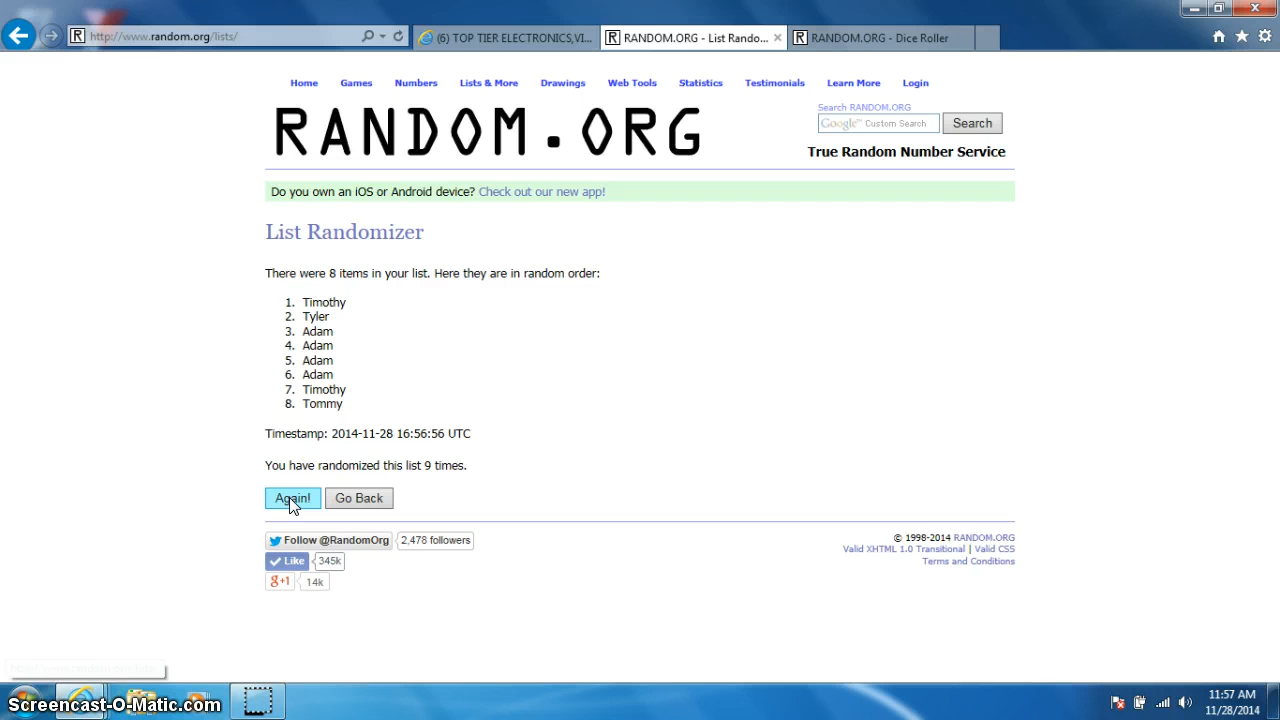 http://www.random.org/lists/
(6) TOP TIER ELECTRONICS,VI...
RANDOM.ORG - List Rando...
RANDOM.ORG - Dice Roller
Home Games Numbers Lists & More Drawings Web Tools Statistics Testimonials Learn More Login
RANDOM.ORG
Search RANDOM.ORG
Google Custom Search
Search
True Random Number Service
Do you own an iOS or Android device? Check out our new app!
List Randomizer
There were 8 items in your list. Here they are in random order:
1. Timothy
2. Tyler
3. Adam
4. Adam
5. Adam
6. Adam
7. Timothy
8. Tommy
Timestamp: 2014-11-28 16:56:56 UTC
You have randomized this list 9 times.
Again! Go Back
Follow @RandomOrg 2,478 followers
Like 345k
g+1 14k
© 1998-2014 RANDOM.ORG
Valid XHTML 1.0 Transitional | Valid CSS
Terms and Conditions
Screencast-O-Matic.com
11:57 AM
11/28/2014